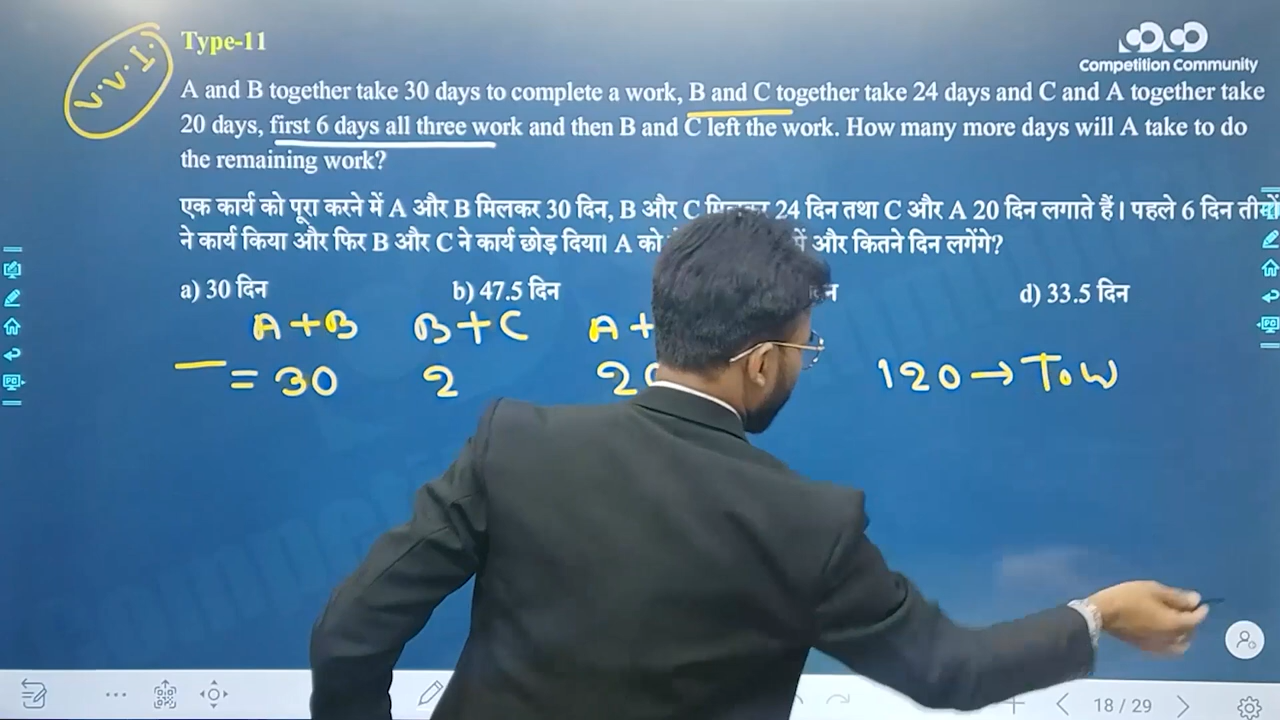 V.V.I.
Type-11
Competition Community
A and B together take 30 days to complete a work, B and C together take 24 days and C and A together take
20 days, first 6 days all three work and then B and C left the work. How many more days will A take to do
the remaining work?
एक कार्य को पूरा करने में A और B मिलकर 30 दिन, B और C मिलकर 24 दिन तथा C और A 20 दिन लगाते हैं। पहले 6 दिन तीनों
ने कार्य किया और फिर B और C ने कार्य छोड़ दिया। A को में और कितने दिन लगेंगे?
a) 30 दिन b) 47.5 दिन दिन d) 33.5 दिन
A+B B+C A+
= 30 2 20 120 → T.W
18 / 29